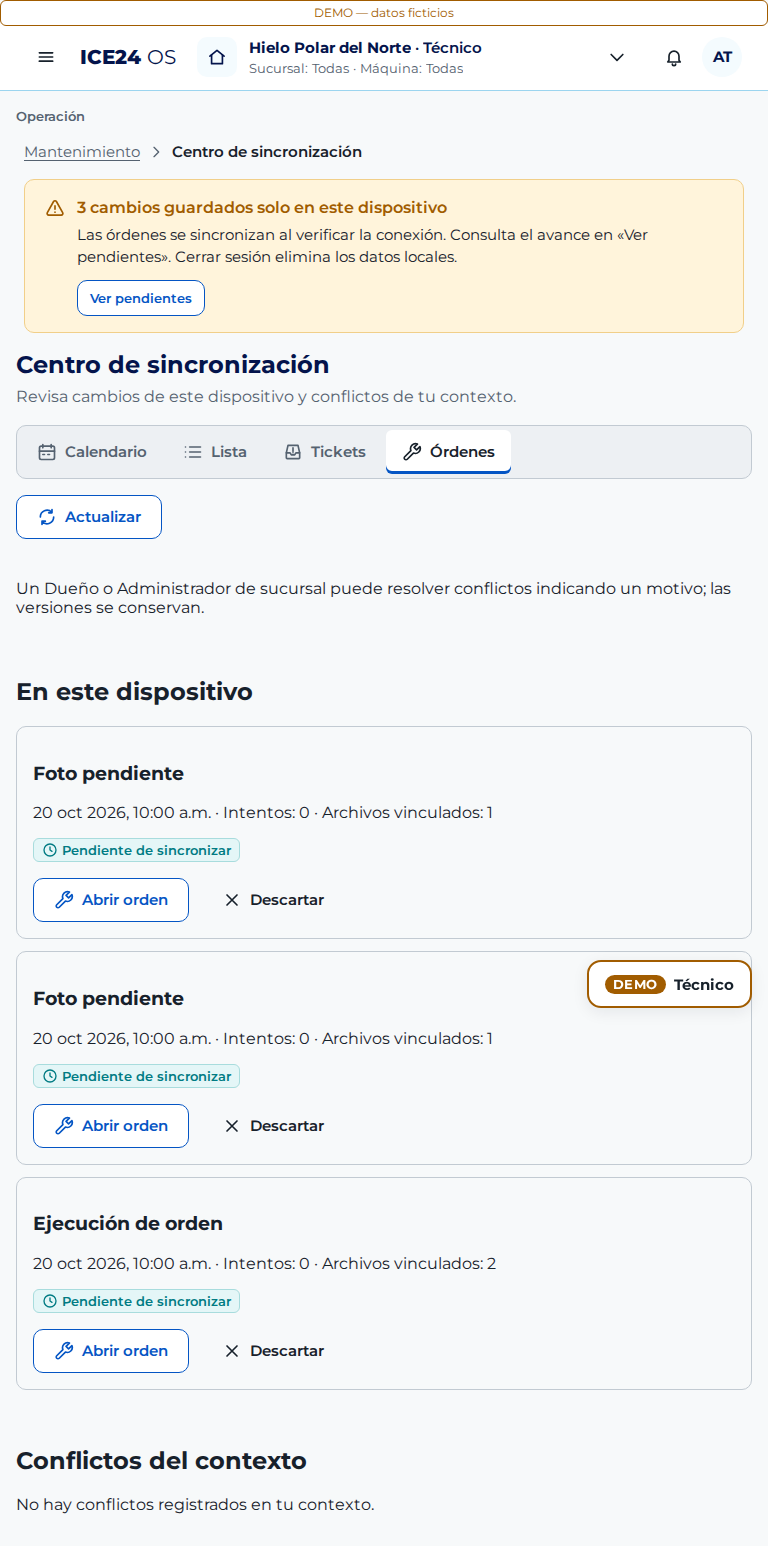 DEMO — datos ficticios
ICE24 OS
Hielo Polar del Norte · Técnico
Sucursal: Todas · Máquina: Todas
AT
Operación
Mantenimiento
Centro de sincronización
3 cambios guardados solo en este dispositivo
Las órdenes se sincronizan al verificar la conexión. Consulta el avance en «Ver
pendientes». Cerrar sesión elimina los datos locales.
Ver pendientes
Centro de sincronización
Revisa cambios de este dispositivo y conflictos de tu contexto.
Calendario
Lista
Tickets
Órdenes
Actualizar
Un Dueño o Administrador de sucursal puede resolver conflictos indicando un motivo; las
versiones se conservan.
En este dispositivo
Foto pendiente
20 oct 2026, 10:00 a.m. · Intentos: 0 · Archivos vinculados: 1
Pendiente de sincronizar
Abrir orden
Descartar
DEMO Técnico
Foto pendiente
20 oct 2026, 10:00 a.m. · Intentos: 0 · Archivos vinculados: 1
Pendiente de sincronizar
Abrir orden
Descartar
Ejecución de orden
20 oct 2026, 10:00 a.m. · Intentos: 0 · Archivos vinculados: 2
Pendiente de sincronizar
Abrir orden
Descartar
Conflictos del contexto
No hay conflictos registrados en tu contexto.